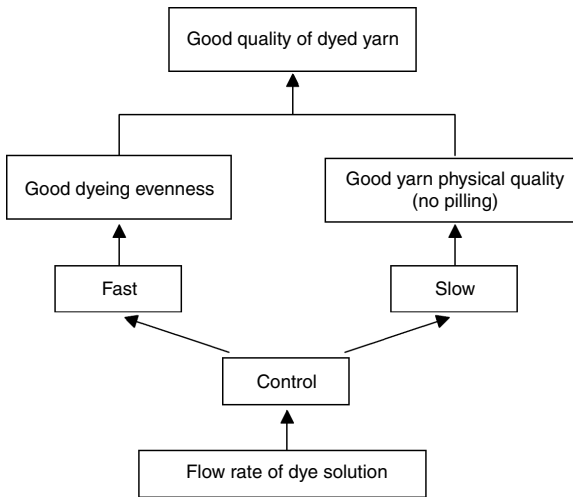 Good quality of dyed yarn
Good dyeing evenness
Good yarn physical quality
(no pilling)
Fast
Slow
Control
Flow rate of dye solution